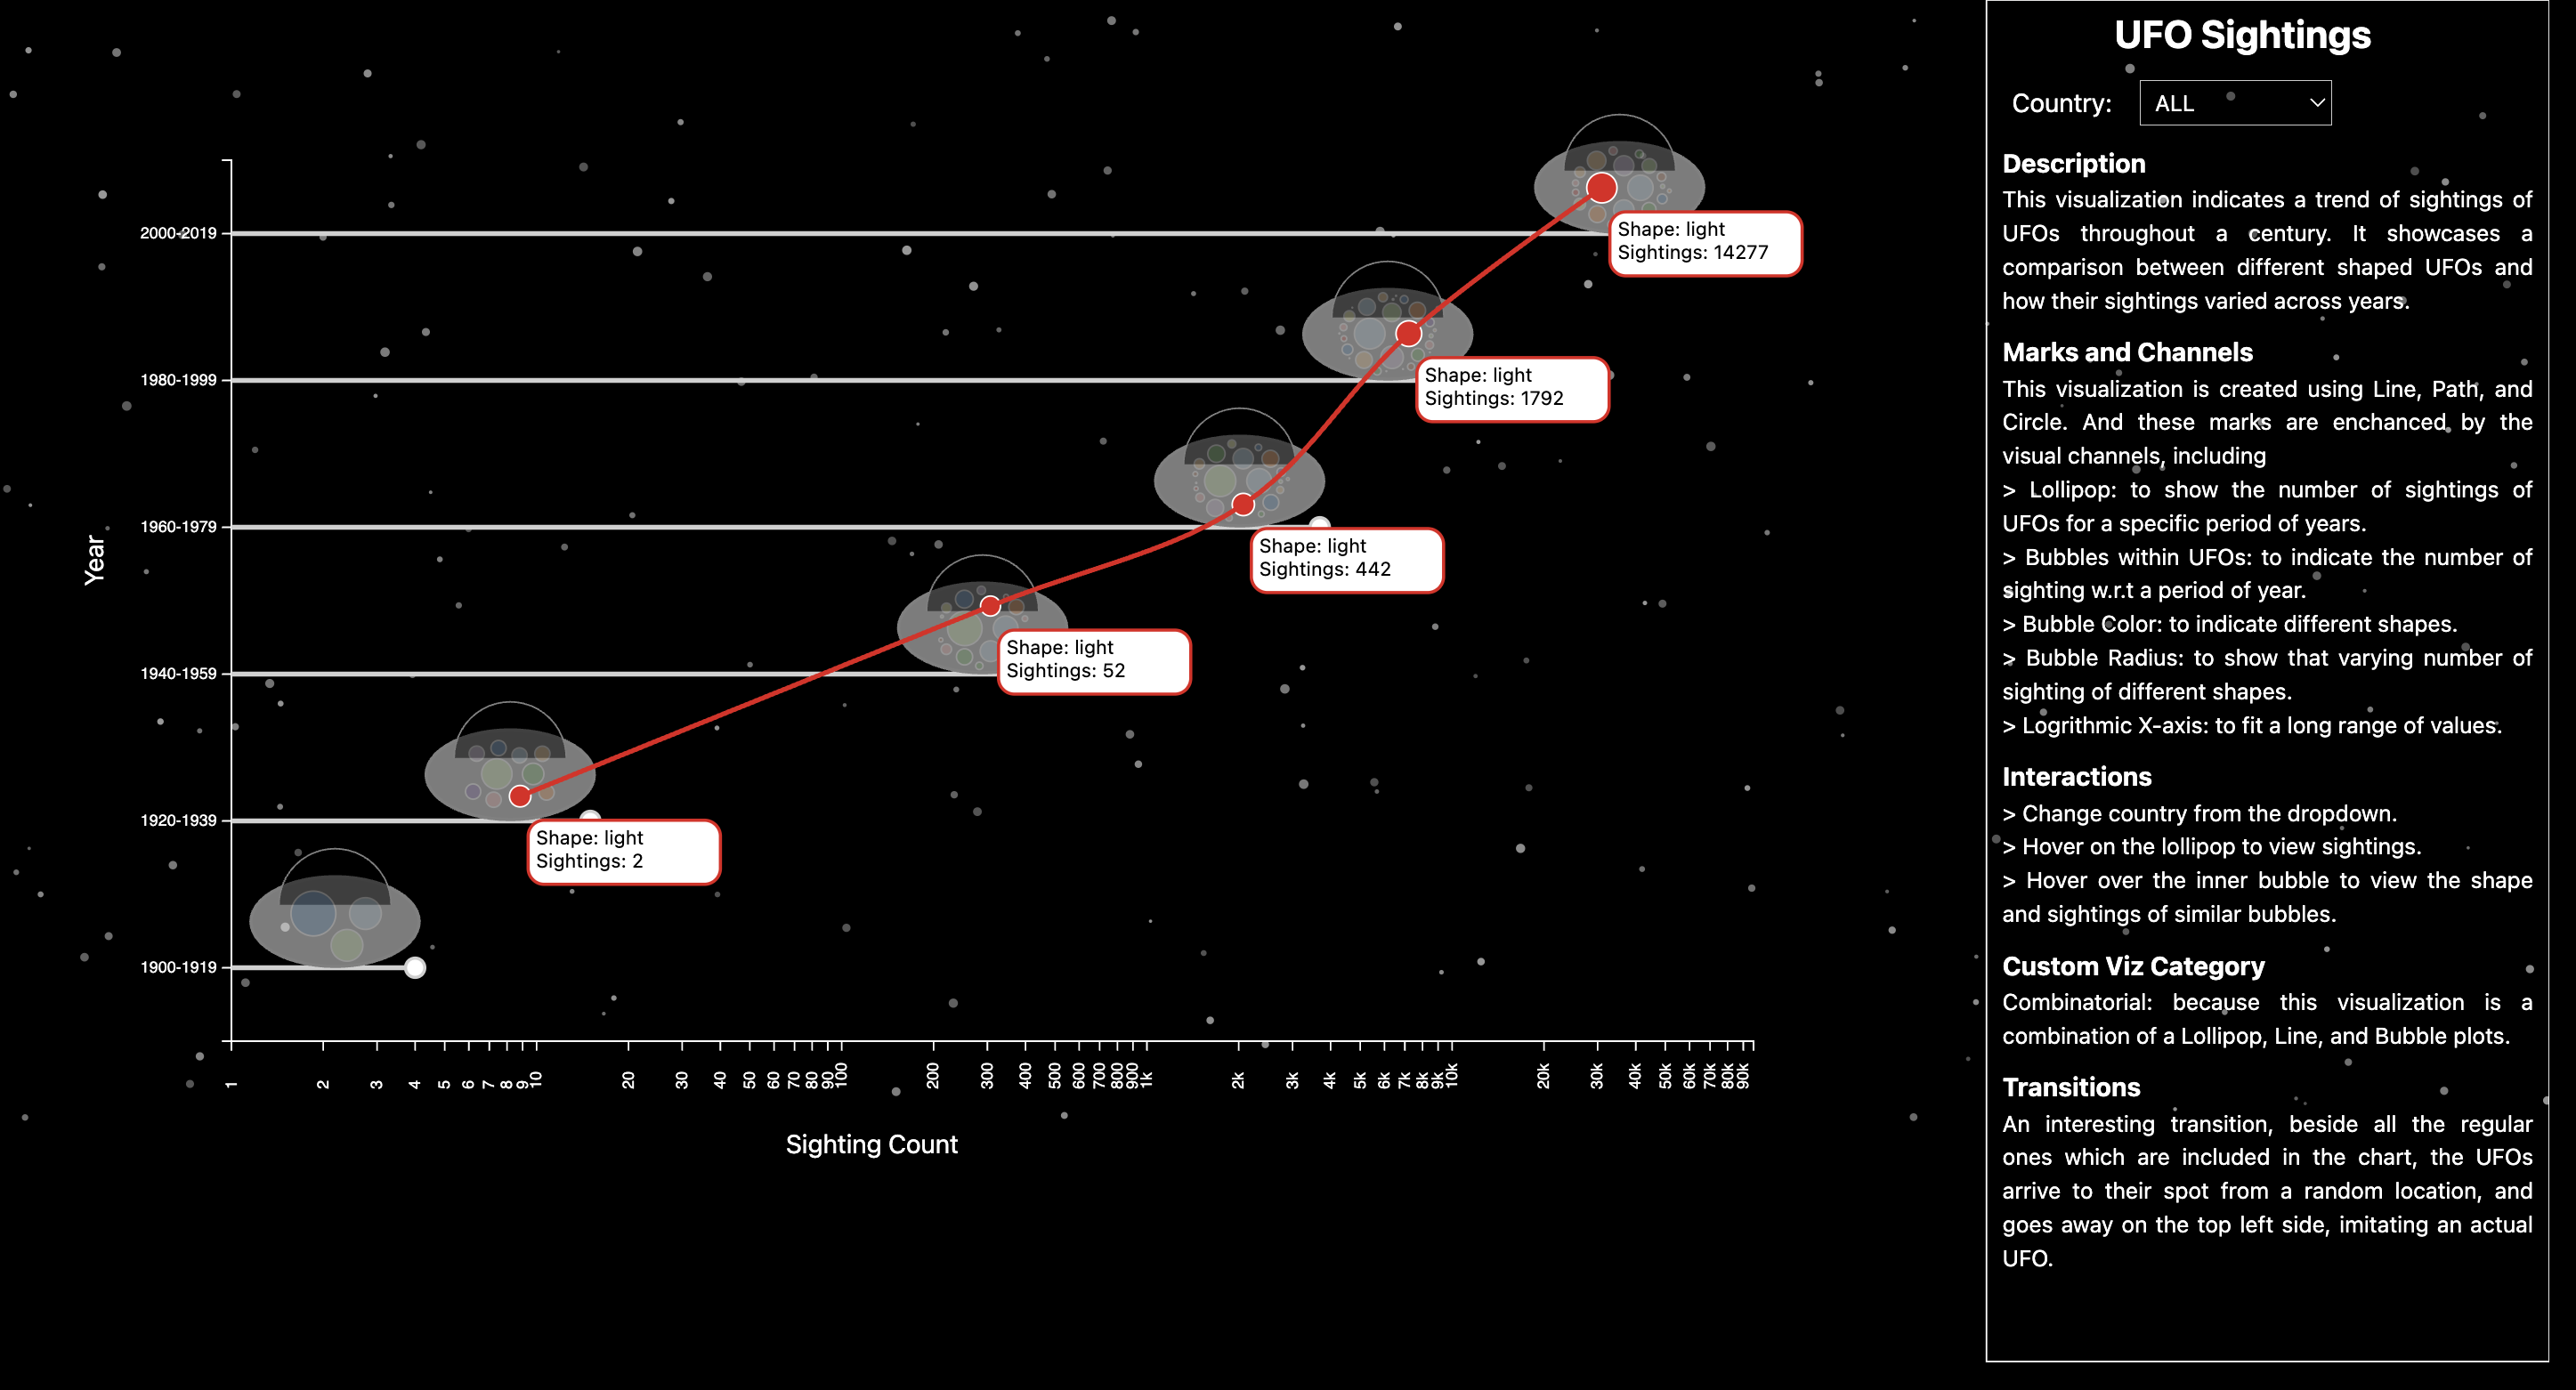 UFO Sightings
Country:
ALL
Description
This visualization indicates a trend of sightings of
UFOs throughout a century. It showcases a
comparison between different shaped UFOs and
how their sightings varied across years.
Marks and Channels
This visualization is created using Line, Path, and
Circle. And these marks are enchanced by the
visual channels, including
> Lollipop: to show the number of sightings of
UFOs for a specific period of years.
> Bubbles within UFOs: to indicate the number of
sighting w.r.t a period of year.
> Bubble Color: to indicate different shapes.
> Bubble Radius: to show that varying number of
sighting of different shapes.
> Logrithmic X-axis: to fit a long range of values.
Interactions
> Change country from the dropdown.
> Hover on the lollipop to view sightings.
> Hover over the inner bubble to view the shape
and sightings of similar bubbles.
Custom Viz Category
Combinatorial: because this visualization is a
combination of a Lollipop, Line, and Bubble plots.
Transitions
An interesting transition, beside all the regular
ones which are included in the chart, the UFOs
arrive to their spot from a random location, and
goes away on the top left side, imitating an actual
UFO.
Year
2000-2019
1980-1999
1960-1979
1940-1959
1920-1939
1900-1919
Shape: light
Sightings: 14277
Shape: light
Sightings: 1792
Shape: light
Sightings: 442
Shape: light
Sightings: 52
Shape: light
Sightings: 2
1 2 3 4 5 6 7 8 9 10 20 30 40 50 60 70 80 90 100 200 300 400 500 600 700 800 900 1k 2k 3k 4k 5k 6k 7k 8k 9k 10k 20k 30k 40k 50k 60k 70k 80k 90k
Sighting Count